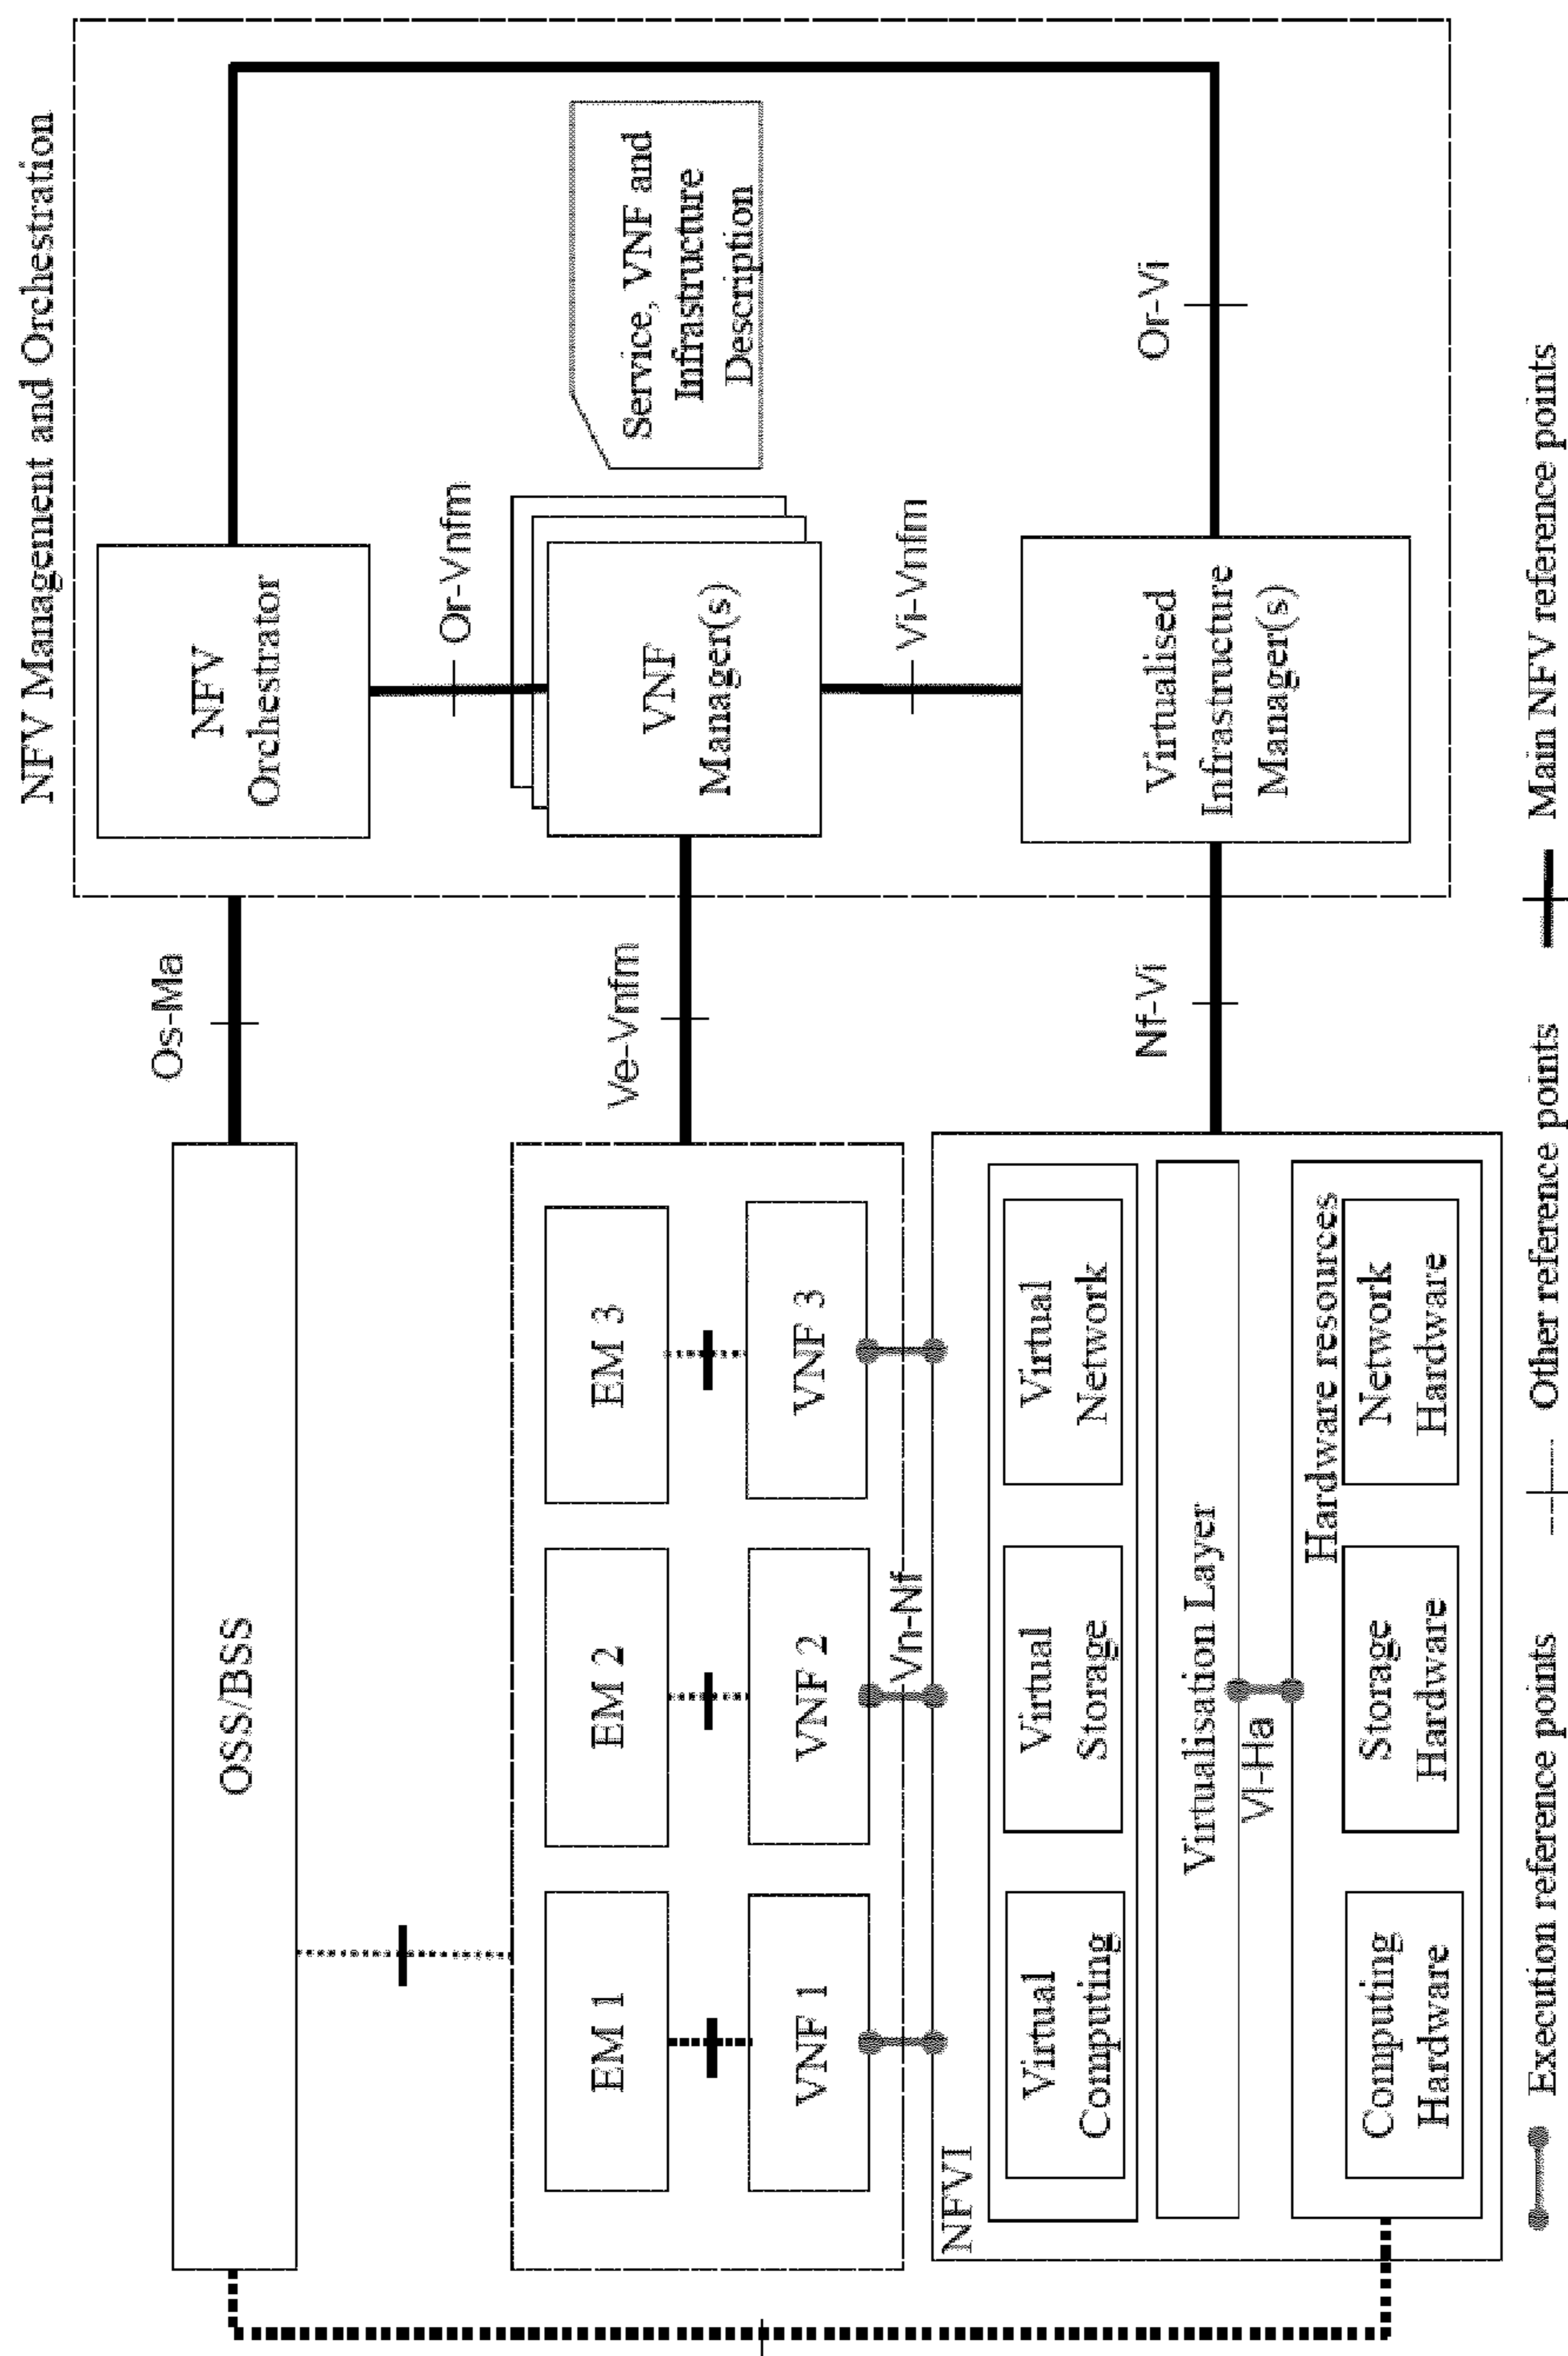 NFV Management and Orchestration
OSS/BSS
Os-Ma
NFV
Orchestrator
Or-Vnfm
EM 1
EM 2
EM 3
Ve-Vnfm
VNF
Manager(s)
Service, VNF and
Infrastructure
Description
VNF 1
VNF 2
VNF 3
Vn-Nf
Vi-Vnfm
NFVI
Virtual
Computing
Virtual
Storage
Virtual
Network
Nf-Vi
Virtualised
Infrastructure
Manager(s)
Or-Vi
Virtualisation Layer
Vl-Ha
Hardware resources
Computing
Hardware
Storage
Hardware
Network
Hardware
Execution reference points
Other reference points
Main NFV reference points